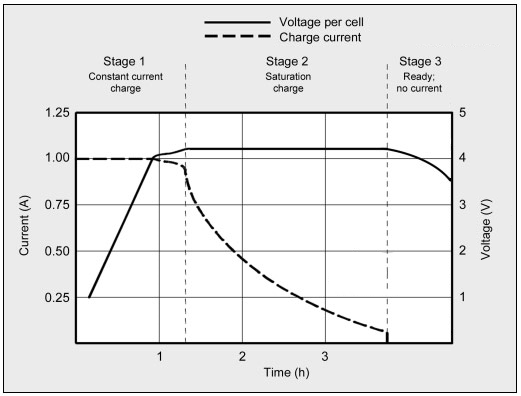 Voltage per cell
Charge current
Stage 1
Constant current
charge
Stage 2
Saturation
charge
Stage 3
Ready;
no current
1.25
1.00
0.75
0.50
0.25
Current (A)
5
4
3
2
1
Voltage (V)
1
2
3
Time (h)